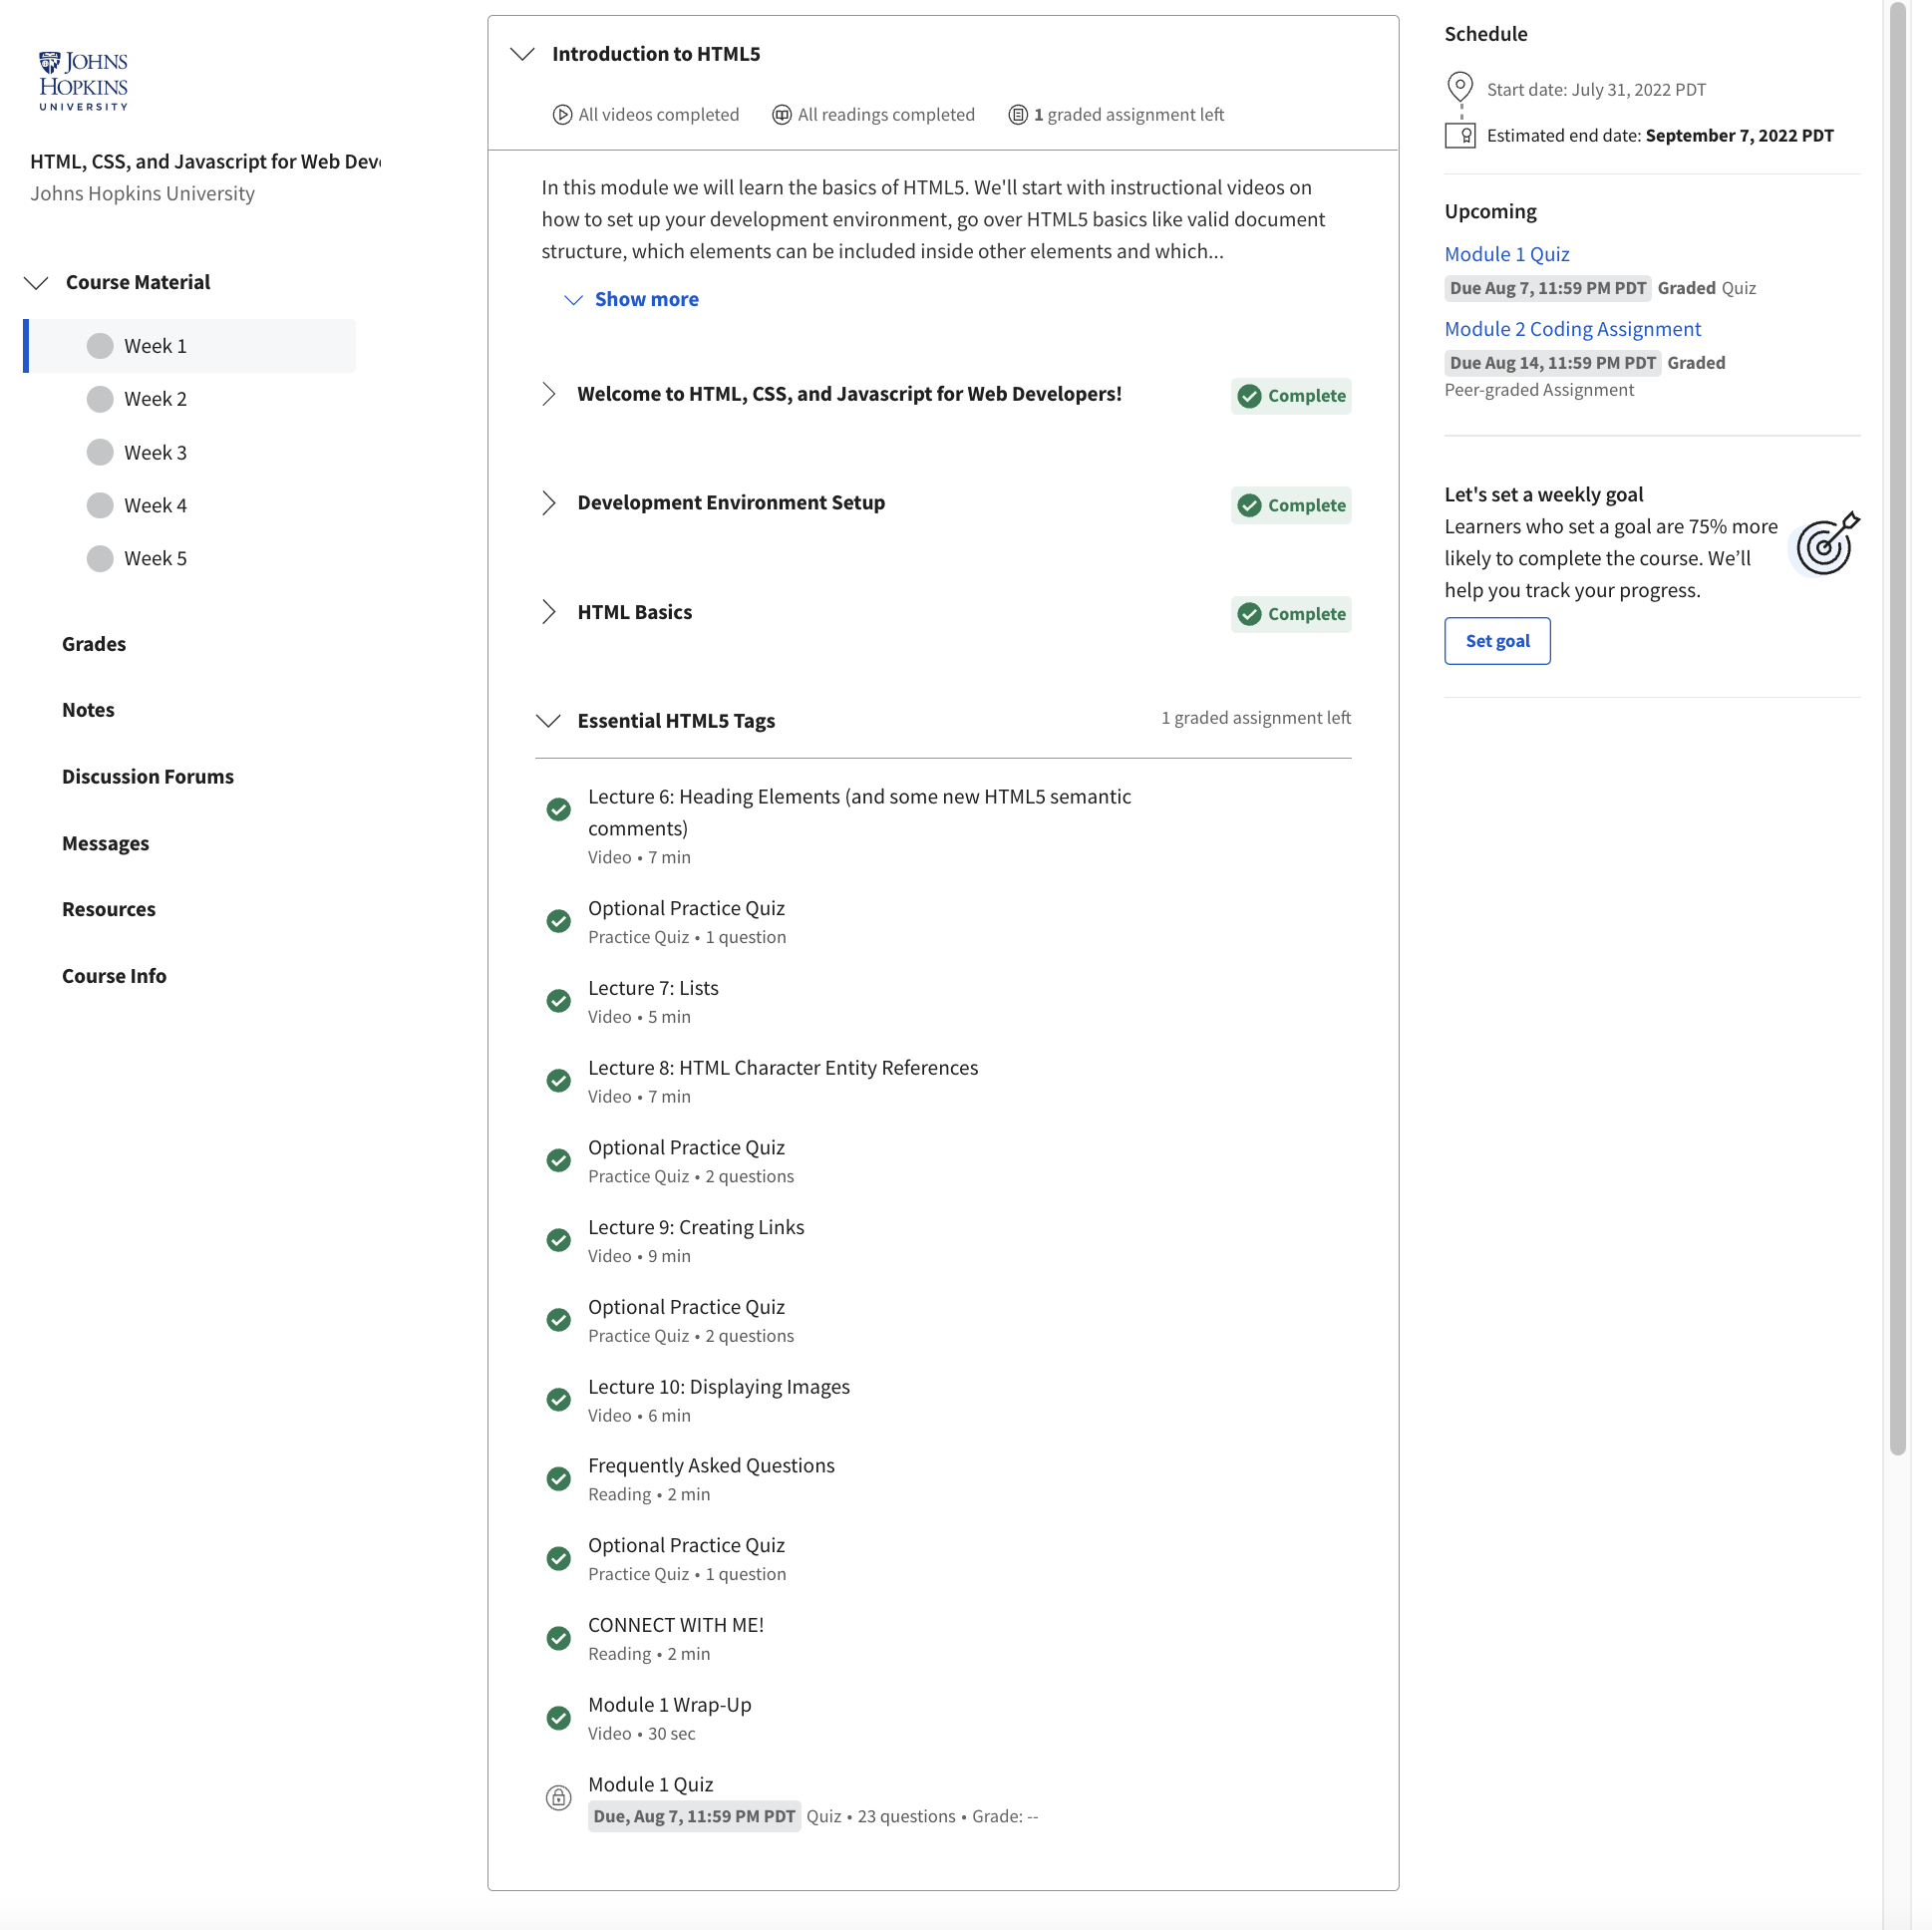 JOHNS
HOPKINS
UNIVERSITY
HTML, CSS, and Javascript for Web Deve
Johns Hopkins University
Course Material
Week 1
Week 2
Week 3
Week 4
Week 5
Grades
Notes
Discussion Forums
Messages
Resources
Course Info
Introduction to HTML5
All videos completed All readings completed 1 graded assignment left
In this module we will learn the basics of HTML5. We'll start with instructional videos on
how to set up your development environment, go over HTML5 basics like valid document
structure, which elements can be included inside other elements and which...
Show more
Welcome to HTML, CSS, and Javascript for Web Developers! Complete
Development Environment Setup Complete
HTML Basics Complete
Essential HTML5 Tags 1 graded assignment left
Lecture 6: Heading Elements (and some new HTML5 semantic
comments)
Video • 7 min
Optional Practice Quiz
Practice Quiz • 1 question
Lecture 7: Lists
Video • 5 min
Lecture 8: HTML Character Entity References
Video • 7 min
Optional Practice Quiz
Practice Quiz • 2 questions
Lecture 9: Creating Links
Video • 9 min
Optional Practice Quiz
Practice Quiz • 2 questions
Lecture 10: Displaying Images
Video • 6 min
Frequently Asked Questions
Reading • 2 min
Optional Practice Quiz
Practice Quiz • 1 question
CONNECT WITH ME!
Reading • 2 min
Module 1 Wrap-Up
Video • 30 sec
Module 1 Quiz
Due, Aug 7, 11:59 PM PDT Quiz • 23 questions • Grade: --
Schedule
Start date: July 31, 2022 PDT
Estimated end date: September 7, 2022 PDT
Upcoming
Module 1 Quiz
Due Aug 7, 11:59 PM PDT Graded Quiz
Module 2 Coding Assignment
Due Aug 14, 11:59 PM PDT Graded
Peer-graded Assignment
Let's set a weekly goal
Learners who set a goal are 75% more
likely to complete the course. We’ll
help you track your progress.
Set goal